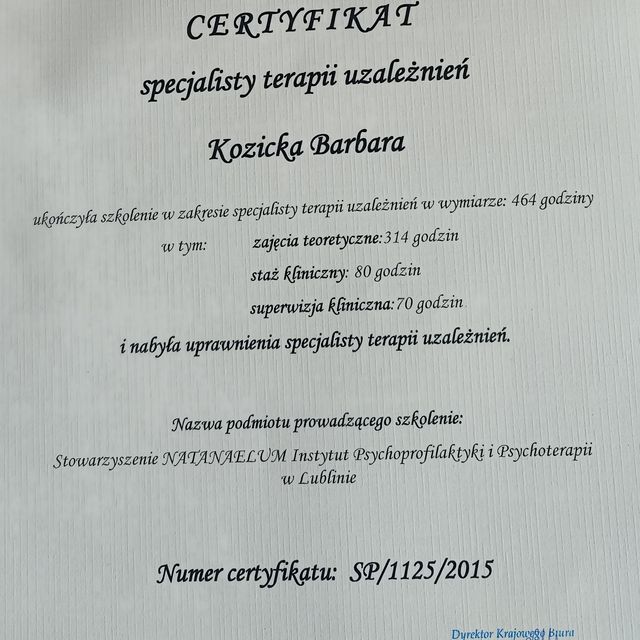 CERTYFIKAT
specjalisty terapii uzależnień
Kozicka Barbara
ukończyła szkolenie w zakresie specjalisty terapii uzależnień w wymiarze: 464 godziny
w tym: zajęcia teoretyczne:314 godzin
staż kliniczny: 80 godzin
superwizja kliniczna:70 godzin
i nabyła uprawnienia specjalisty terapii uzależnień.
Nazwa podmiotu prowadzącego szkolenie:
Stowarzyszenie NATANAELUM Instytut Psychoprofilaktyki i Psychoterapii
w Lublinie
Numer certyfikatu: SP/1125/2015
Dyrektor Krajowego Biura